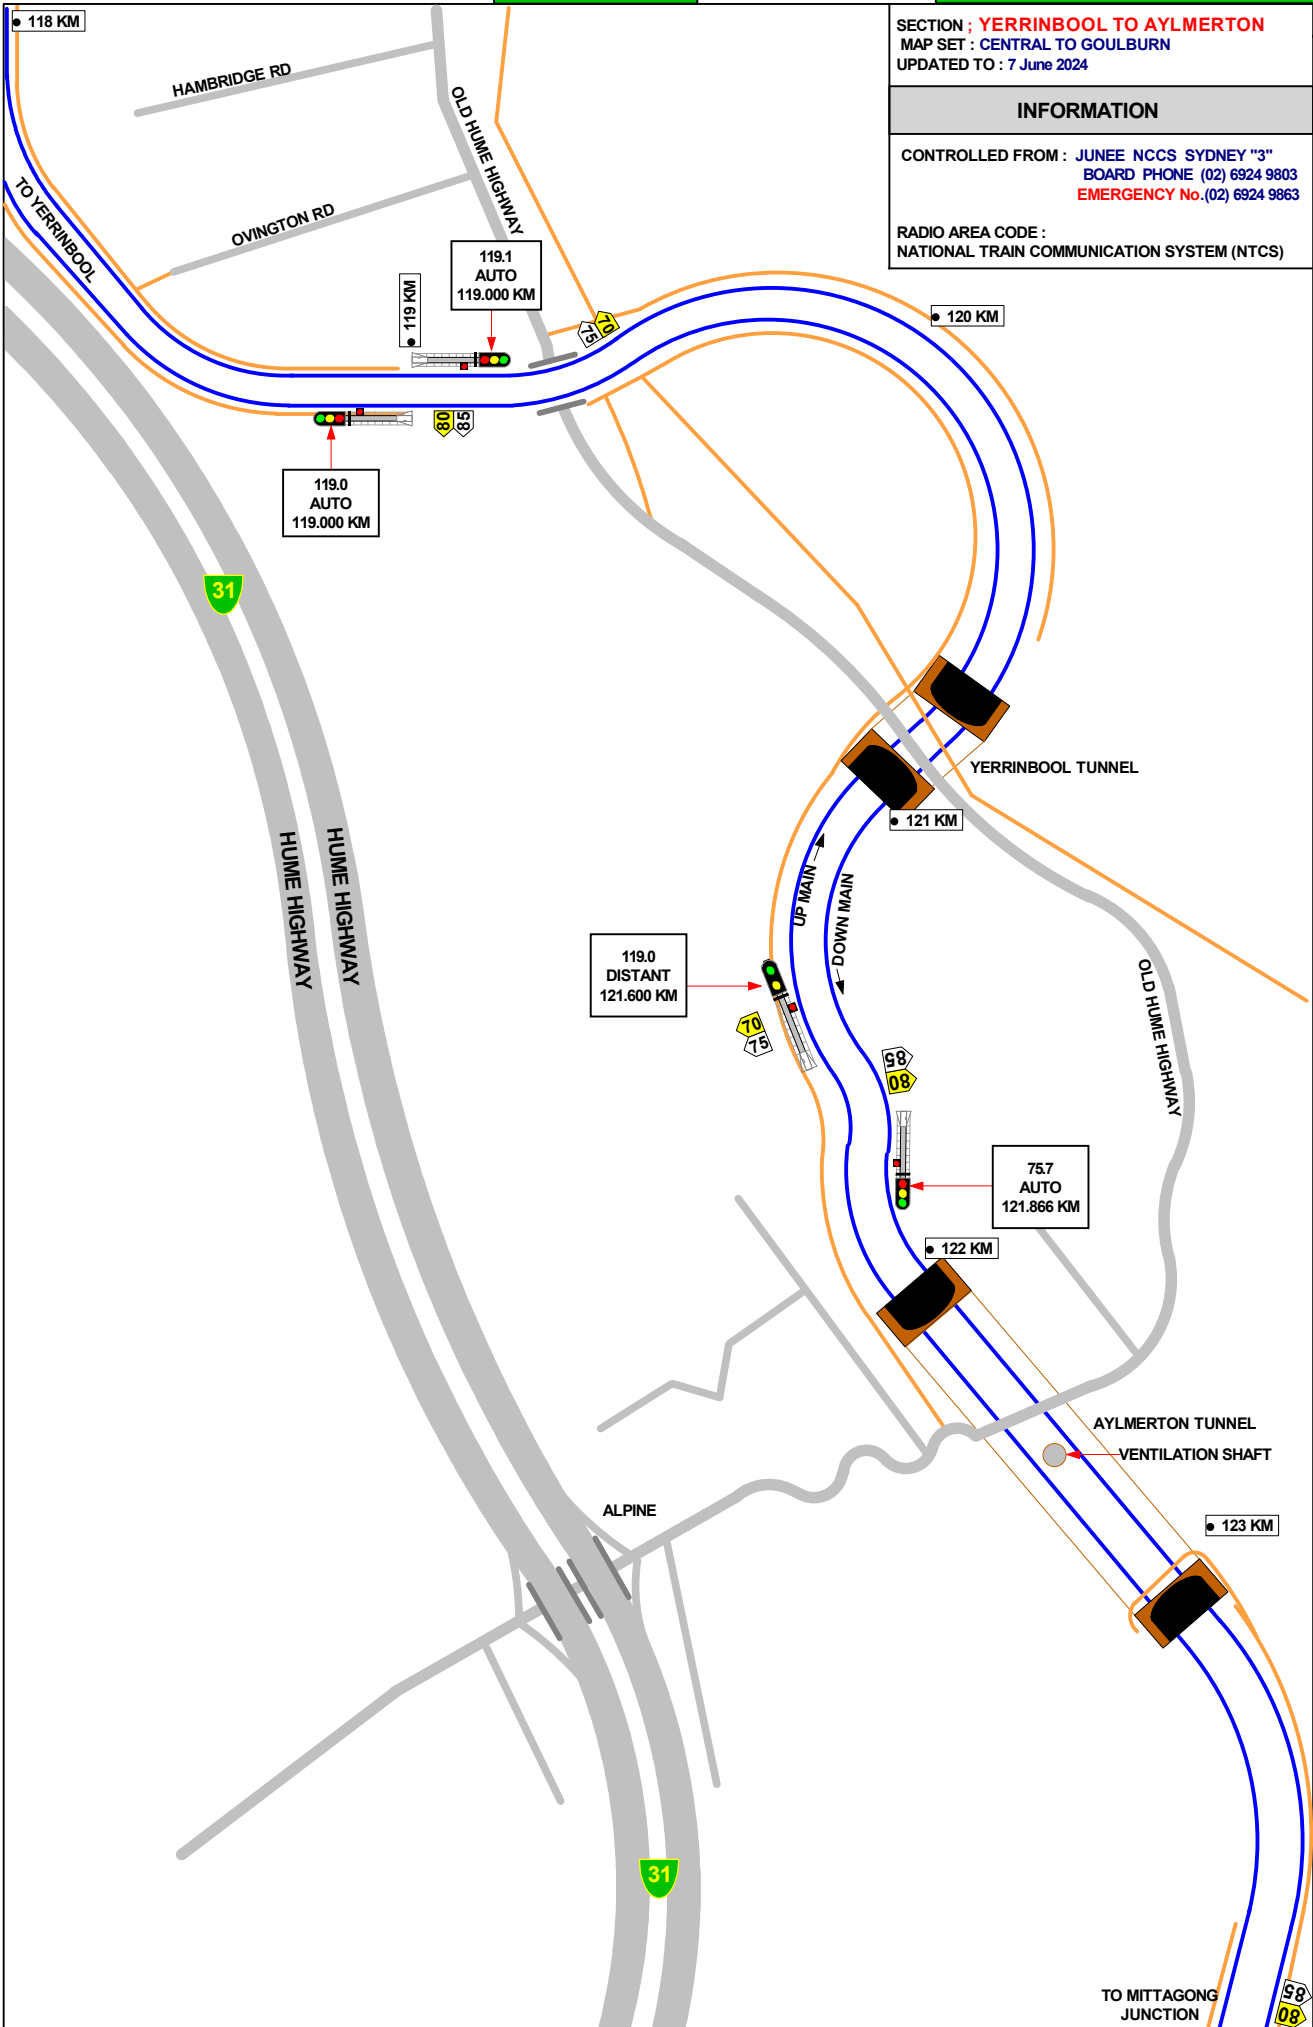 118 KM
SECTION ; YERRINBOOL TO AYLMERTON
MAP SET : CENTRAL TO GOULBURN
UPDATED TO : 7 June 2024
INFORMATION
CONTROLLED FROM : JUNEE NCCS SYDNEY "3"
BOARD PHONE (02) 6924 9803
EMERGENCY No.(02) 6924 9863
RADIO AREA CODE :
NATIONAL TRAIN COMMUNICATION SYSTEM (NTCS)
HAMBRIDGE RD
OLD HUME HIGHWAY
TO YERRINBOOL
OVINGTON RD
119.1
AUTO
119.000 KM
119 KM
75
70
120 KM
80
85
119.0
AUTO
119.000 KM
31
YERRINBOOL TUNNEL
121 KM
HUME HIGHWAY
HUME HIGHWAY
UP MAIN
DOWN MAIN
119.0
DISTANT
121.600 KM
70
75
OLD HUME HIGHWAY
85
80
75.7
AUTO
121.866 KM
122 KM
AYLMERTON TUNNEL
VENTILATION SHAFT
ALPINE
123 KM
31
TO MITTAGONG
JUNCTION
85
80